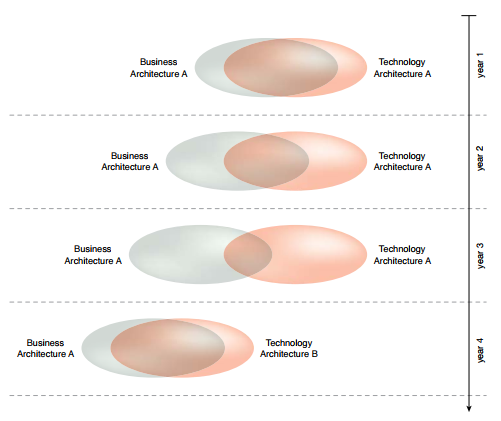 Business
Architecture A
Technology
Architecture A
year 1
Business
Architecture A
Technology
Architecture A
year 2
Business
Architecture A
Technology
Architecture A
year 3
Business
Architecture A
Technology
Architecture B
year 4